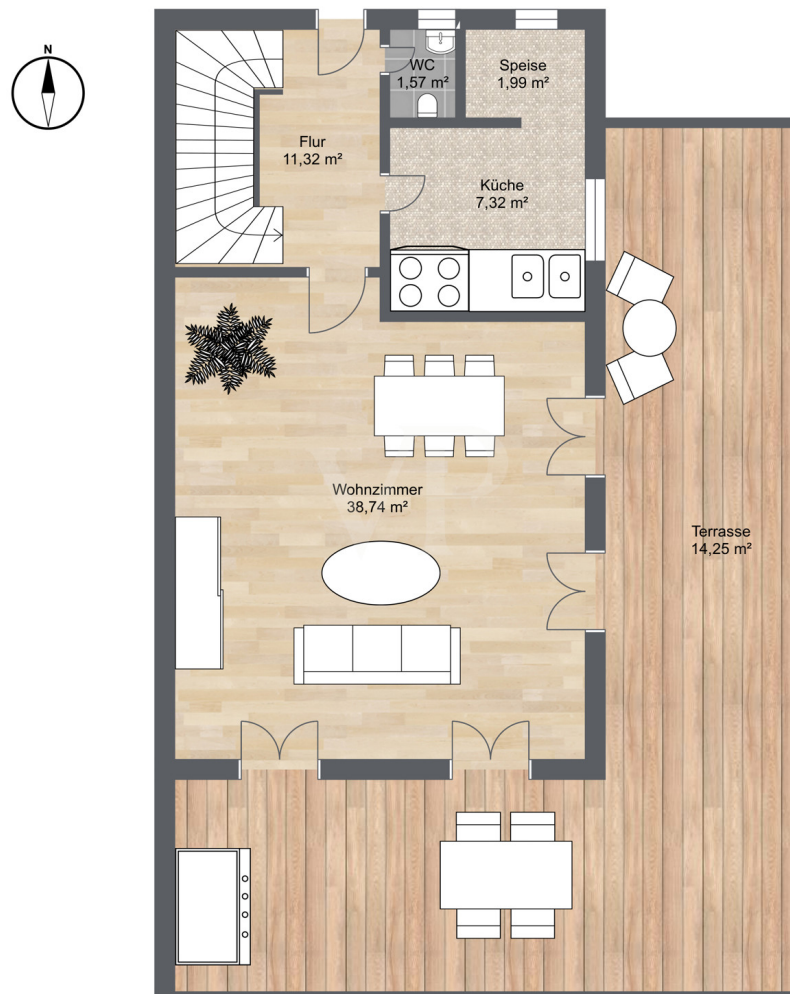 N
WC
1,57 m²
Speise
1,99 m²
Flur
11,32 m²
Küche
7,32 m²
Wohnzimmer
38,74 m²
Terrasse
14,25 m²
VP